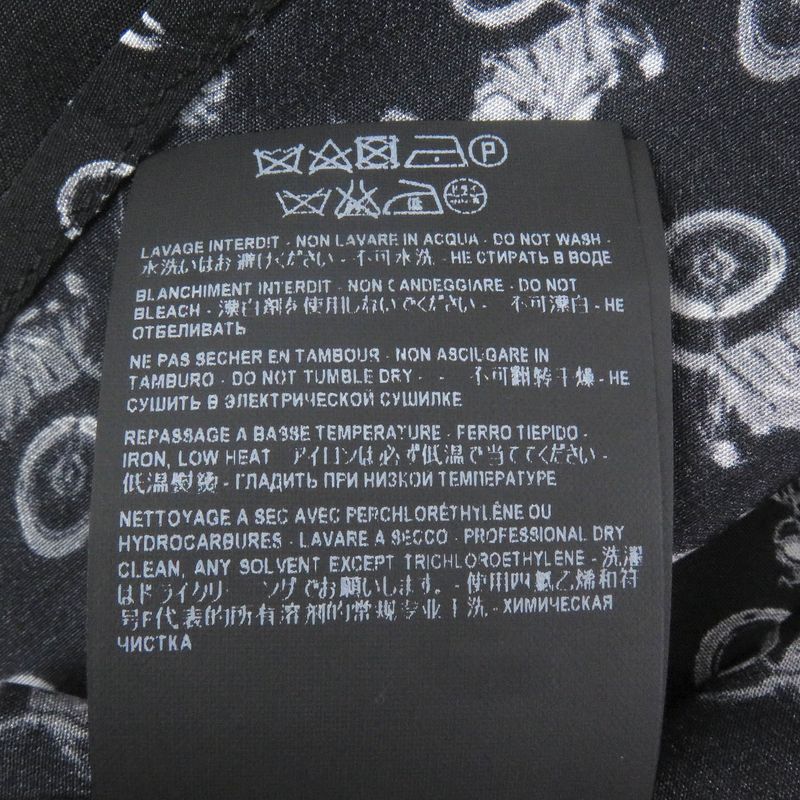 P
LAVAGE INTERDIT - NON LAVARE IN ACQUA - DO NOT WASH -
水洗いはお避けください - 不可水洗 - НЕ СТИРАТЬ В ВОДЕ
BLANCHIMENT INTERDIT - NON CANDEGGIARE - DO NOT
BLEACH - 漂白剤を使用しないでください - 不可漂白 - НЕ
ОТБЕЛИВАТЬ
NE PAS SECHER EN TAMBOUR - NON ASCIUGARE IN
TAMBURO - DO NOT TUMBLE DRY - - 不可翻转干燥 - НЕ
СУШИТЬ В ЭЛЕКТРИЧЕСКОЙ СУШИЛКЕ
REPASSAGE A BASSE TEMPERATURE - FERRO TIEPIDO -
IRON, LOW HEAT アイロンは必ず低温で当ててください -
低温熨烫 - ГЛАДИТЬ ПРИ НИЗКОЙ ТЕМПЕРАТУРЕ
NETTOYAGE A SEC AVEC PERCHLORÉTHYLÈNE OU
HYDROCARBURES - LAVARE A SECCO - PROFESSIONAL DRY
CLEAN, ANY SOLVENT EXCEPT TRICHLOROETHYLENE - 洗濯
はドライクリーニングでお願いします. - 使用四氯乙烯和符
号F代表的所有溶剂的常规专业干洗 - ХИМИЧЕСКАЯ
ЧИСТКА